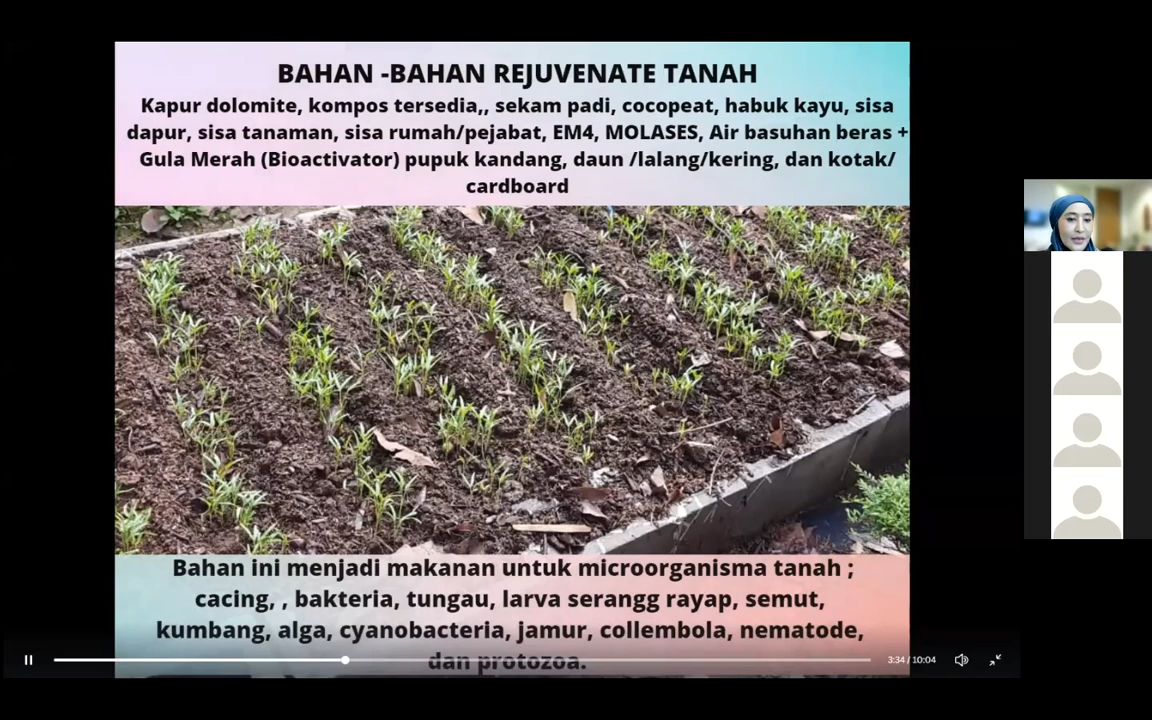 BAHAN -BAHAN REJUVENATE TANAH
Kapur dolomite, kompos tersedia,, sekam padi, cocopeat, habuk kayu, sisa
dapur, sisa tanaman, sisa rumah/pejabat, EM4, MOLASES, Air basuhan beras +
Gula Merah (Bioactivator) pupuk kandang, daun /lalang/kering, dan kotak/
cardboard
Bahan ini menjadi makanan untuk microorganisma tanah ;
cacing, , bakteria, tungau, larva serangg rayap, semut,
kumbang, alga, cyanobacteria, jamur, collembola, nematode,
dan protozoa.
3:34 / 10:04